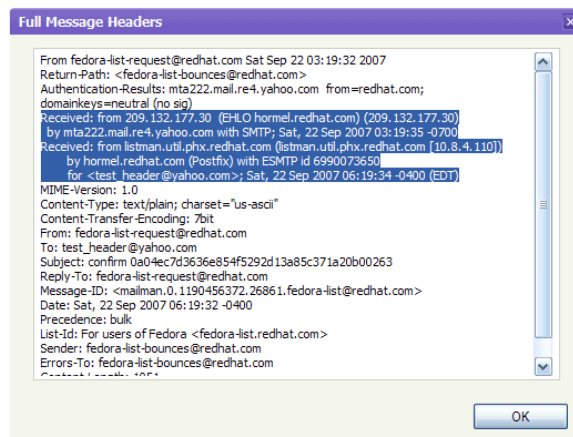 Full Message Headers
From fedora-list-request@redhat.com Sat Sep 22 03:19:32 2007
Return-Path: <fedora-list-bounces@redhat.com>
Authentication-Results: mta222.mail.re4.yahoo.com  from=redhat.com;
domainkeys=neutral (no sig)
Received: from 209.132.177.30  (EHLO hormel.redhat.com) (209.132.177.30)
by mta222.mail.re4.yahoo.com with SMTP; Sat, 22 Sep 2007 03:19:35 -0700
Received: from listman.util.phx.redhat.com (listman.util.phx.redhat.com [10.8.4.110])
by hormel.redhat.com (Postfix) with ESMTP id 6990073650
for <test_header@yahoo.com>; Sat, 22 Sep 2007 06:19:34 -0400 (EDT)
MIME-Version: 1.0
Content-Type: text/plain; charset="us-ascii"
Content-Transfer-Encoding: 7bit
From: fedora-list-request@redhat.com
To: test_header@yahoo.com
Subject: confirm 0a04ec7d3636e854f5292d13a85c371a20b00263
Reply-To: fedora-list-request@redhat.com
Message-ID: <mailman.0.1190456372.26861.fedora-list@redhat.com>
Date: Sat, 22 Sep 2007 06:19:32 -0400
Precedence: bulk
List-Id: For users of Fedora <fedora-list.redhat.com>
Sender: fedora-list-bounces@redhat.com
Errors-To: fedora-list-bounces@redhat.com
Content-Length: 1051
OK